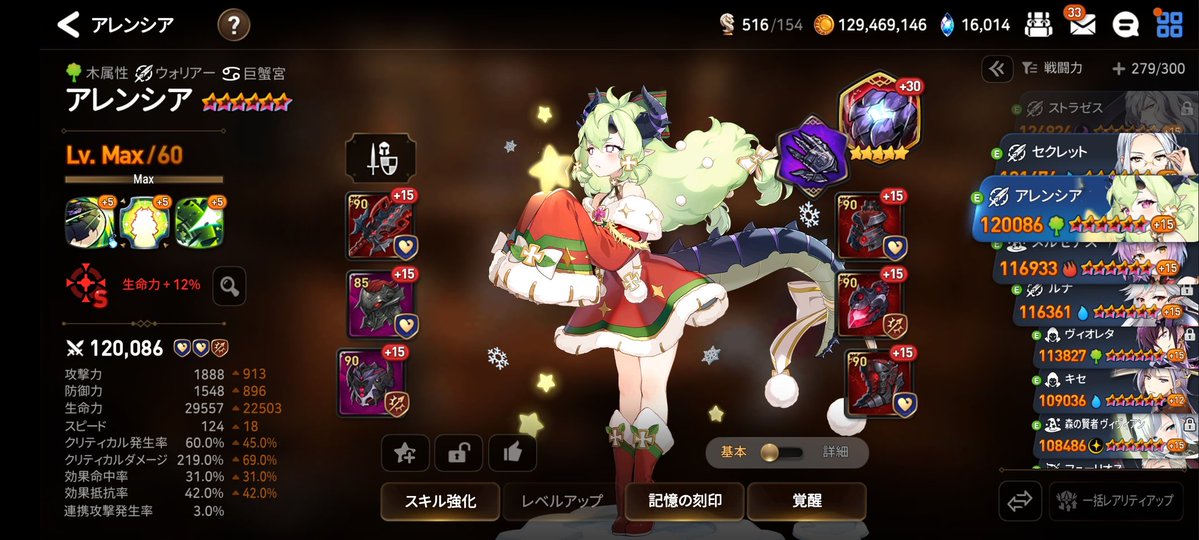 アレンシア
?
516/154
129,469,146
16,014
33
木属性 ウォリアー 巨蟹宮
アレンシア
Lv. Max/60
Max
+5
+5
+5
S
生命力 + 12%
120,086
攻撃力 1888 913
防御力 1548 896
生命力 29557 22503
スピード 124 18
クリティカル発生率 60.0% 45.0%
クリティカルダメージ 219.0% 69.0%
効果命中率 31.0% 31.0%
効果抵抗率 42.0% 42.0%
連携攻撃発生率 3.0%
90 +15
85 +15
90 +15
+30
90 +15
90 +15
90 +15
基本 詳細
スキル強化
レベルアップ
記憶の刻印
覚醒
戦闘力
279/300
ストラゼス
E セクレット
E アレンシア
120086 +15
116933 +15
E ルナ
116361 +15
E ヴィオレタ
113827 +15
E キセ
109036 +12
E 森の賢者ヴィヴィアン
108486 +15
一括レアリティアップ